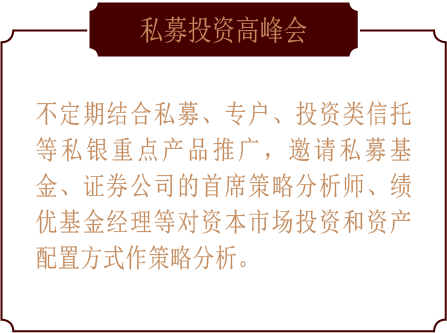 私募投资高峰会
不定期结合私募、专户、投资类信托
等私银重点产品推广，邀请私募基
金、证券公司的首席策略分析师、绩
优基金经理等对资本市场投资和资产
配置方式作策略分析。